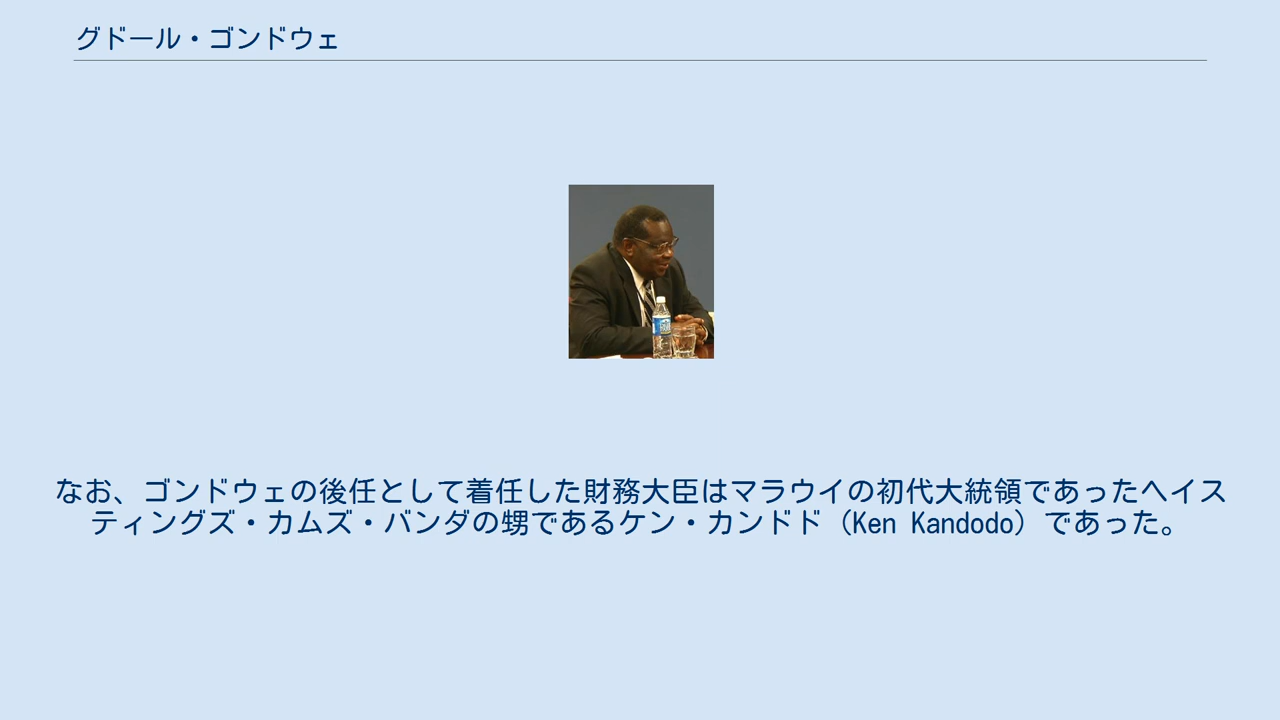 グドール・ゴンドウェ
なお、ゴンドウェの後任として着任した財務大臣はマラウイの初代大統領であったヘイス
ティングズ・カムズ・バンダの甥であるケン・カンドド（Ken Kandodo）であった。